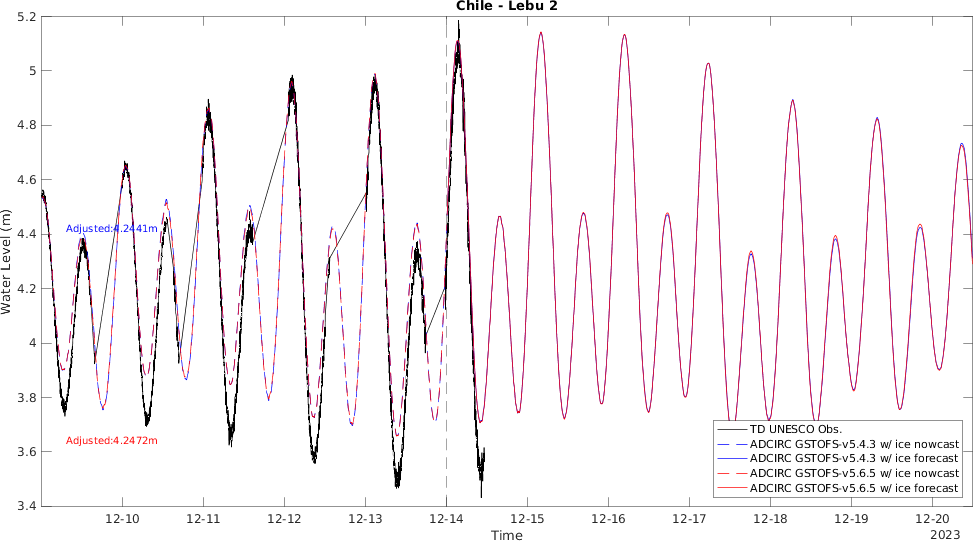 Chile - Lebu 2
5.2
5
4.8
4.6
4.4
4.2
4
3.8
3.6
3.4
Water Level (m)
Adjusted:4.2441m
Adjusted:4.2472m
TD UNESCO Obs.
ADCIRC GSTOFS-v5.4.3 w/ ice nowcast
ADCIRC GSTOFS-v5.4.3 w/ ice forecast
ADCIRC GSTOFS-v5.6.5 w/ ice nowcast
ADCIRC GSTOFS-v5.6.5 w/ ice forecast
12-10 12-11 12-12 12-13 12-14 12-15 12-16 12-17 12-18 12-19 12-20
2023
Time